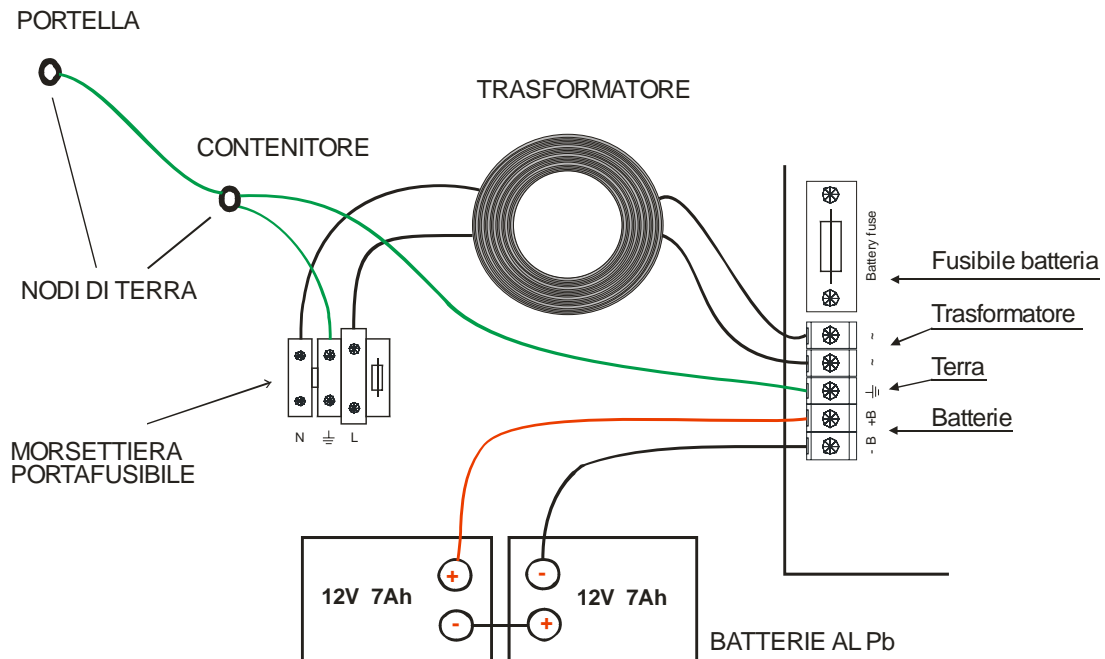 PORTELLA
TRASFORMATORE
CONTENITORE
NODI DI TERRA
Battery fuse
Fusibile batteria
~
Trasformatore
~
Terra
+B
Batterie
- B
N
L
MORSETTIERA
PORTAFUSIBILE
+
-
12V 7Ah
-
+
12V 7Ah
BATTERIE AL Pb